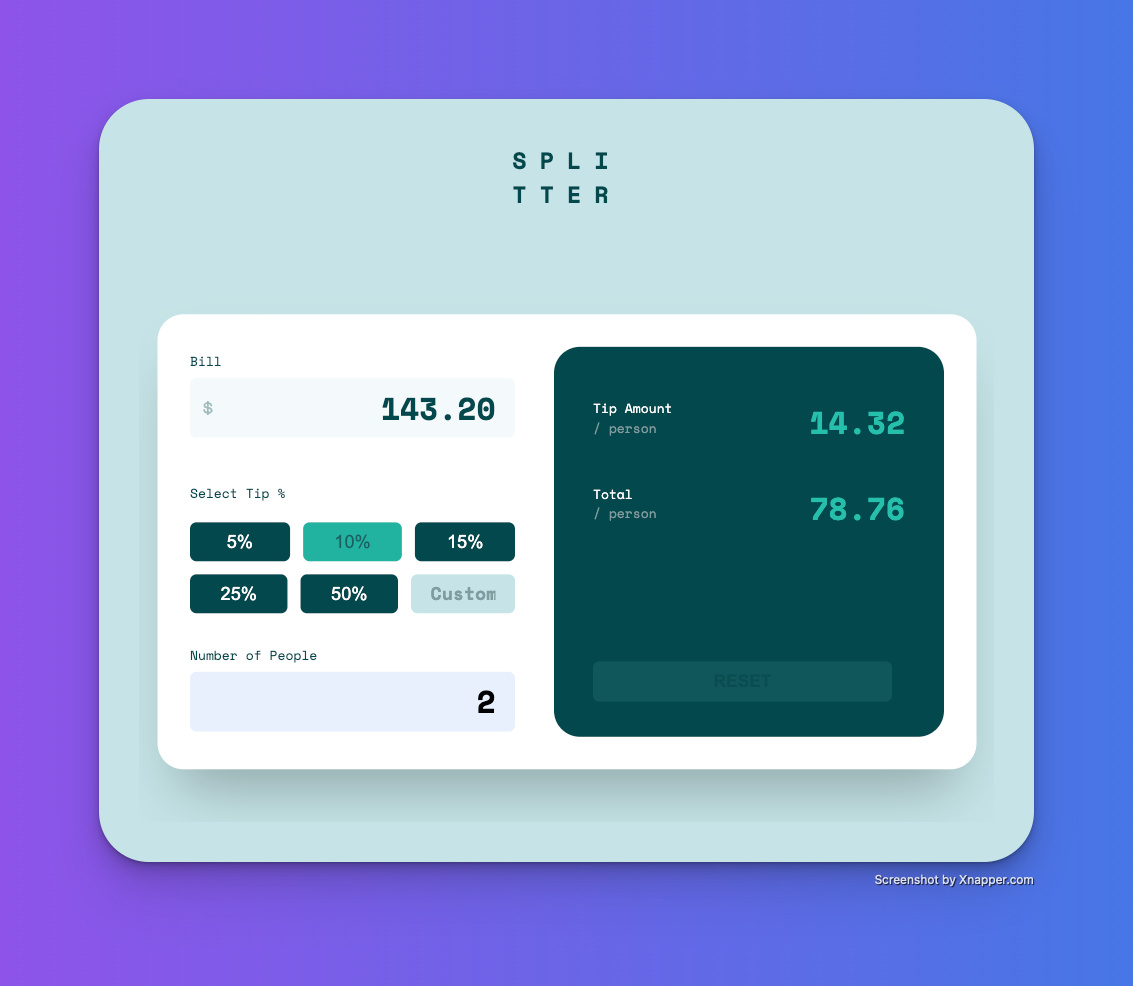 S P L I
T T E R
Bill
$ 143.20
Select Tip %
5% 10% 15%
25% 50% Custom
Number of People
2
Tip Amount
/ person
14.32
Total
/ person
78.76
RESET
Screenshot by Xnapper.com